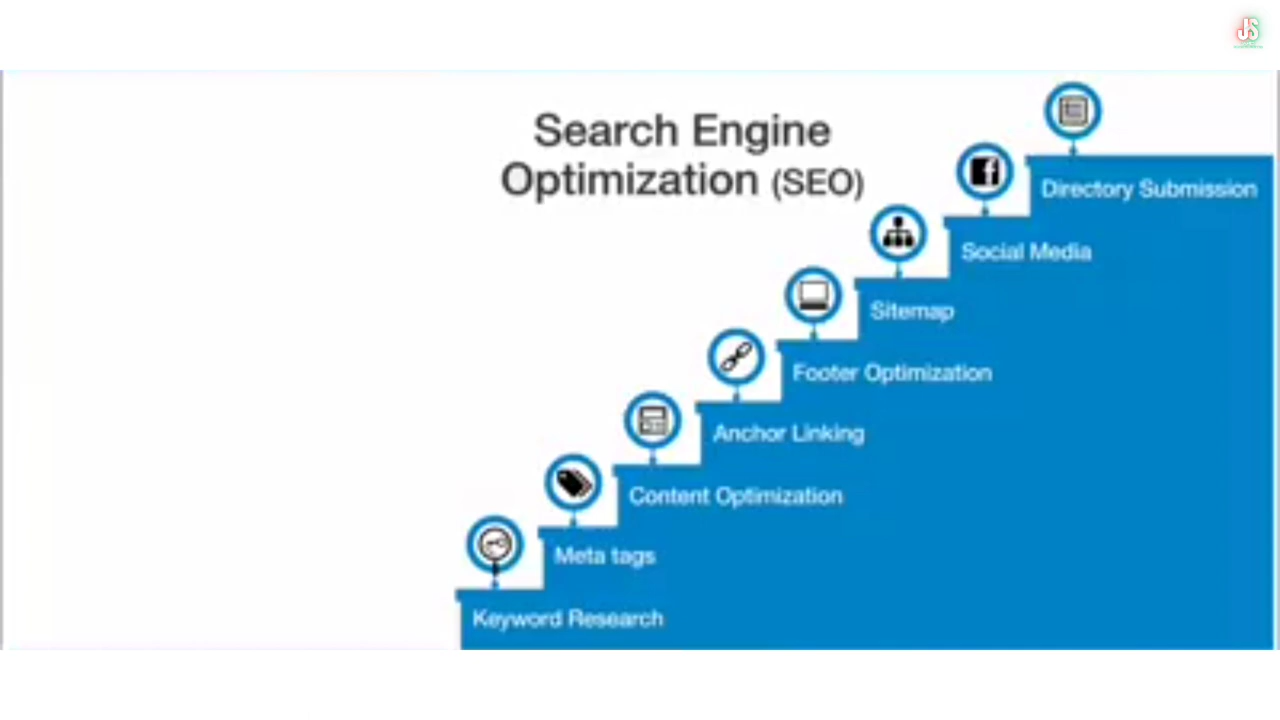 JS
Search Engine
Optimization (SEO)
Directory Submission
Social Media
Sitemap
Footer Optimization
Anchor Linking
Content Optimization
Meta tags
Keyword Research